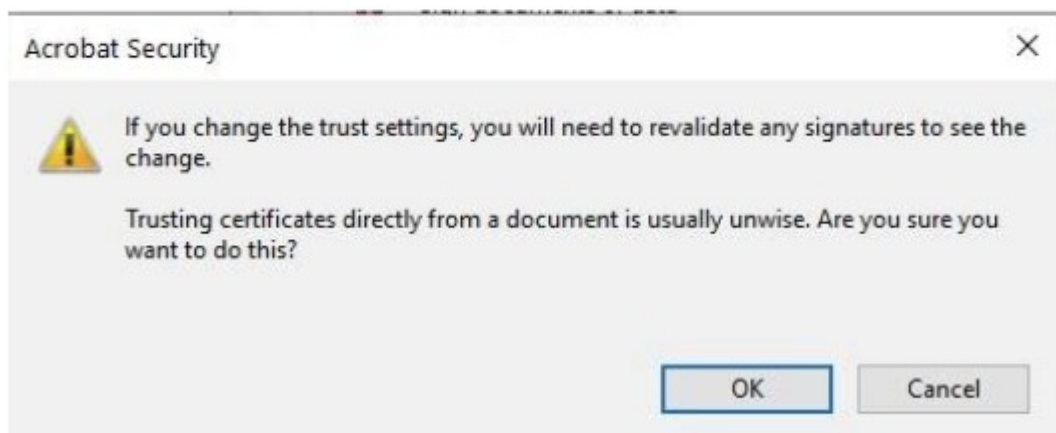 Acrobat Security
If you change the trust settings, you will need to revalidate any signatures to see the
change.
Trusting certificates directly from a document is usually unwise. Are you sure you
want to do this?
OK
Cancel